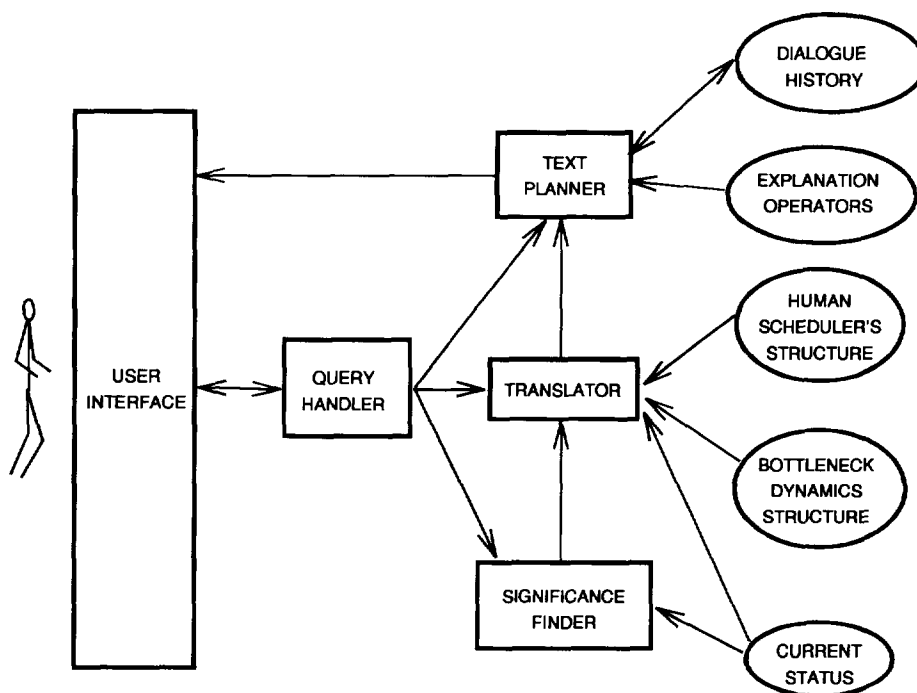 DIALOGUE
HISTORY
TEXT
PLANNER
EXPLANATION
OPERATORS
HUMAN
SCHEDULER'S
STRUCTURE
USER
INTERFACE
QUERY
HANDLER
TRANSLATOR
BOTTLENECK
DYNAMICS
STRUCTURE
SIGNIFICANCE
FINDER
CURRENT
STATUS